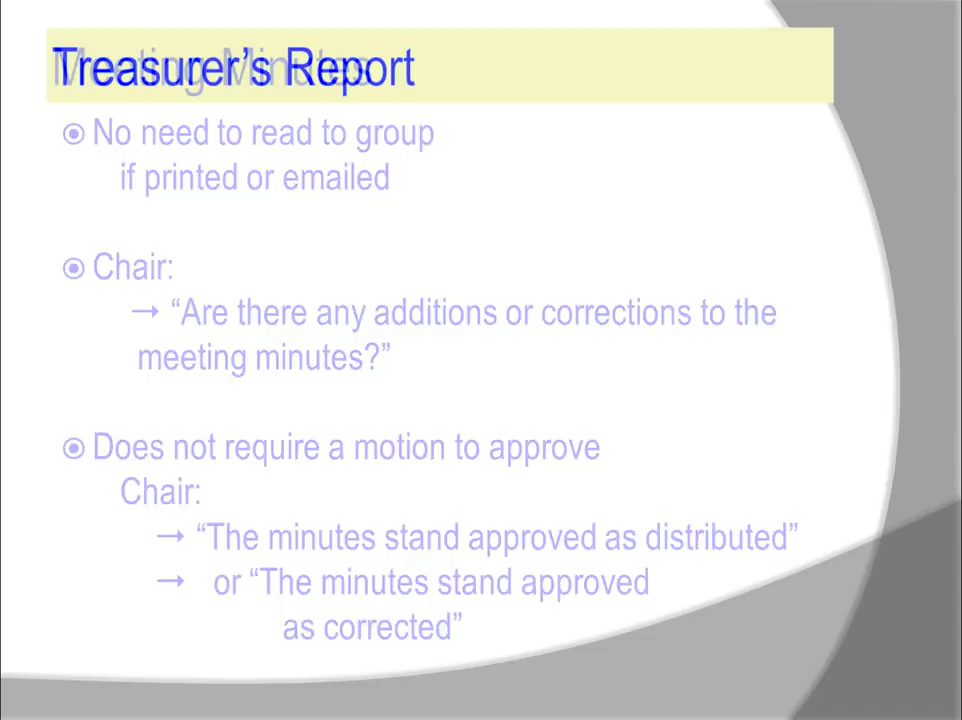 Treasurer's Report
Meeting Minutes
No need to read to group
if printed or emailed
Chair:
→ “Are there any additions or corrections to the
meeting minutes?”
Does not require a motion to approve
Chair:
→ “The minutes stand approved as distributed”
→ or “The minutes stand approved
as corrected”